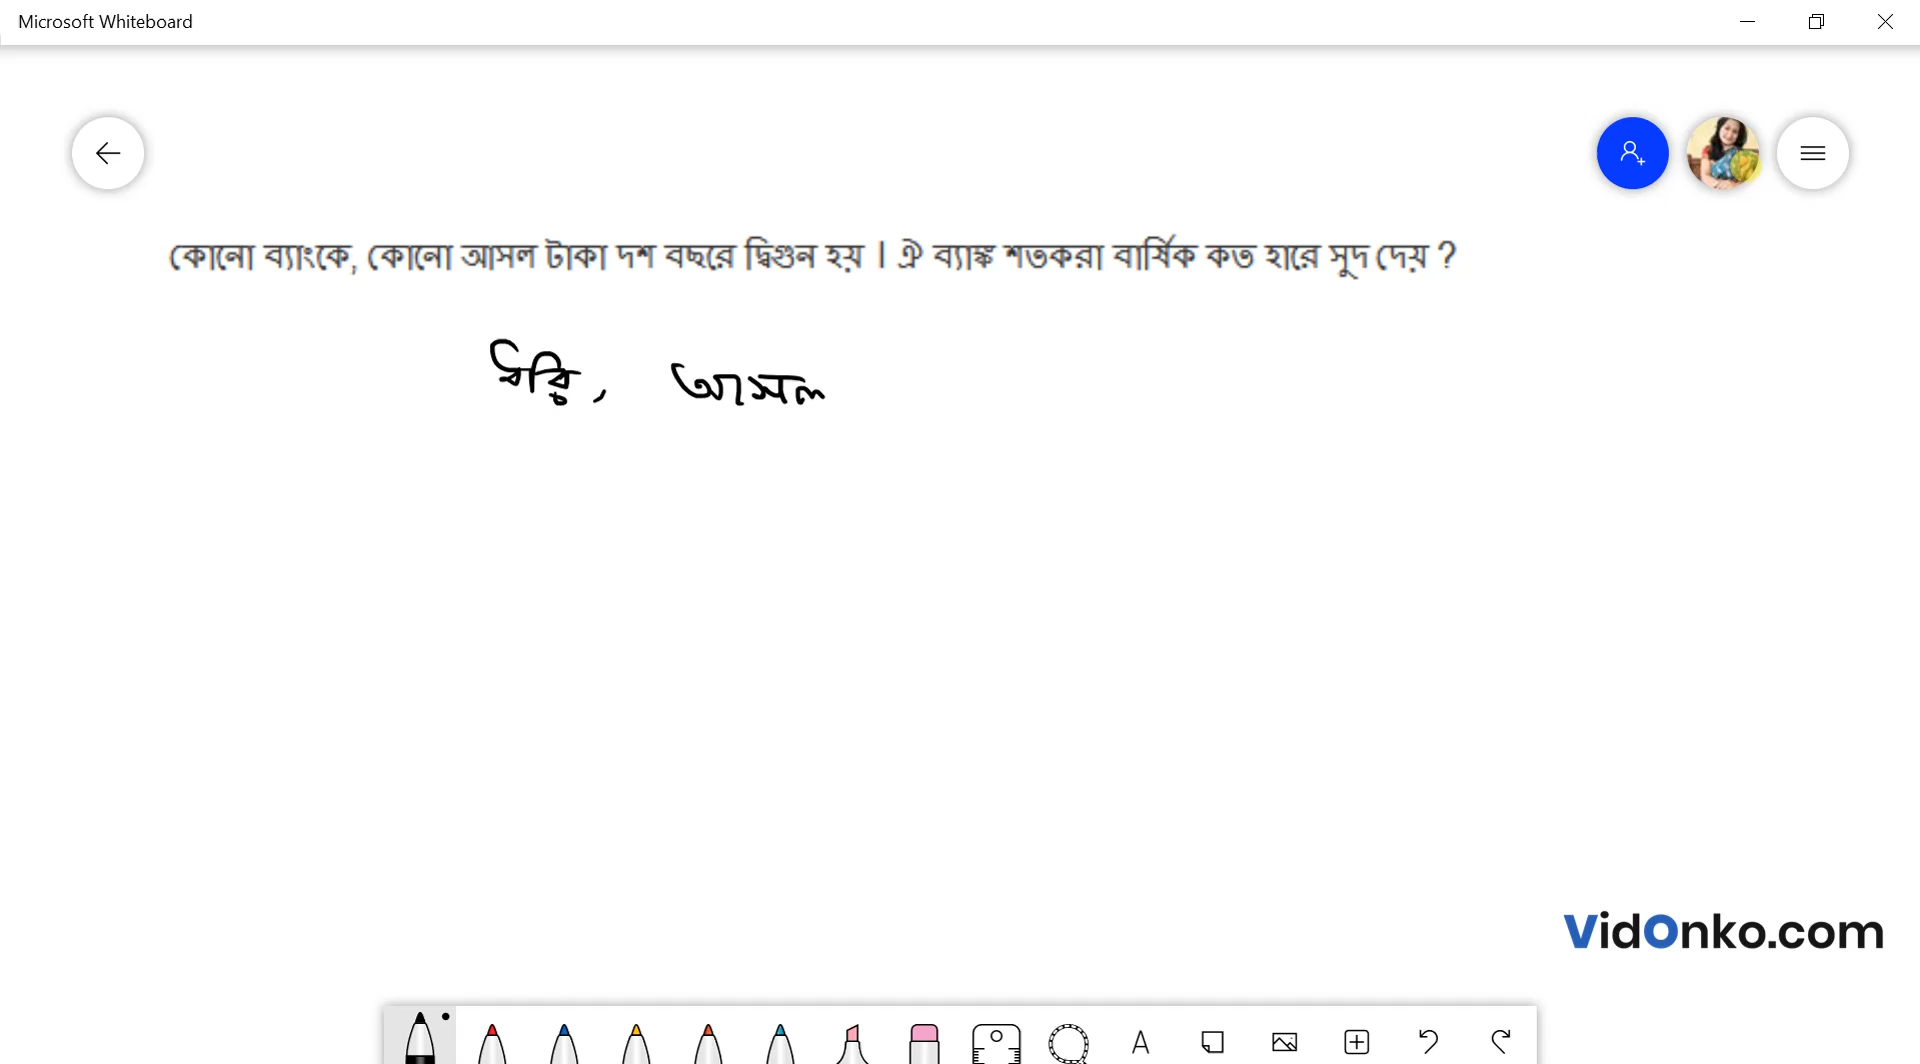 Microsoft Whiteboard
কোনো ব্যাংকে, কোনো আসল টাকা দশ বছরে দ্বিগুন হয় । ঐ ব্যাঙ্ক শতকরা বার্ষিক কত হারে সুদ দেয় ?
ধরি, আসল
VidOnko.com
A